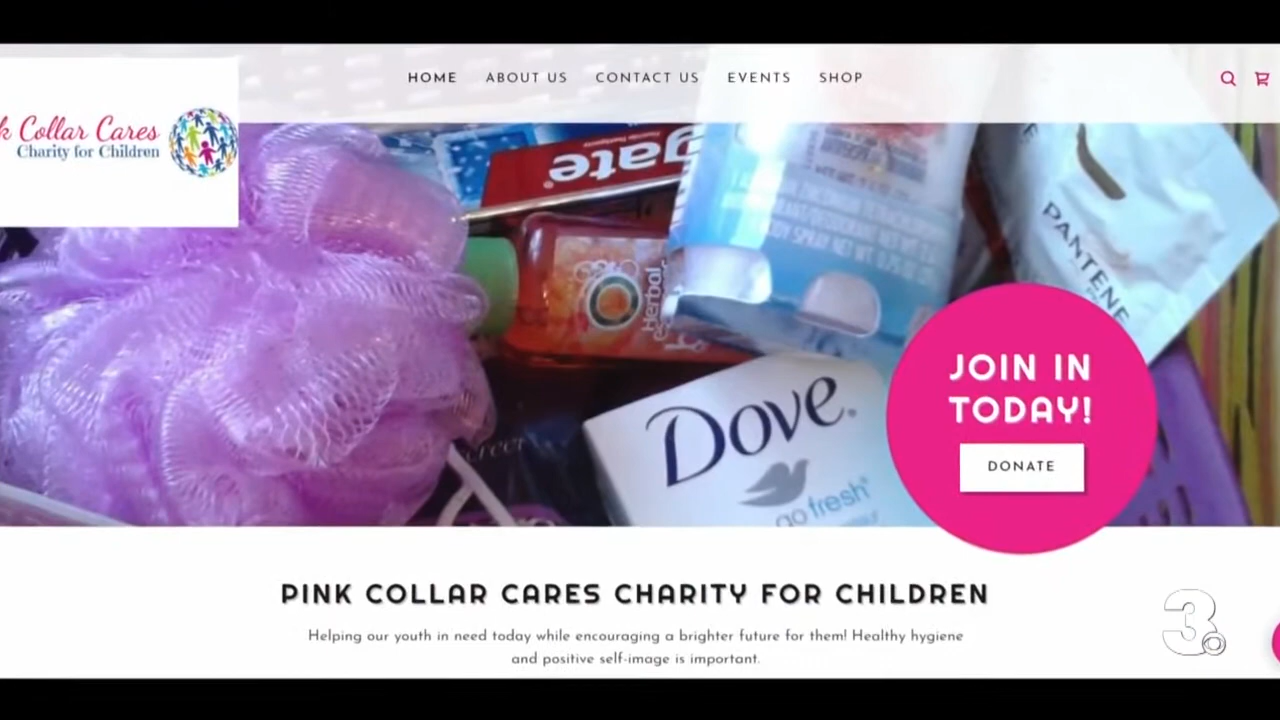 HOME ABOUT US CONTACT US EVENTS SHOP
k Collar Cares
Charity for Children
gate
PANTENE
Herbal
Dove
go fresh
JOIN IN
TODAY!
DONATE
PINK COLLAR CARES CHARITY FOR CHILDREN
Helping our youth in need today while encouraging a brighter future for them! Healthy hygiene
and positive self-image is important.
3